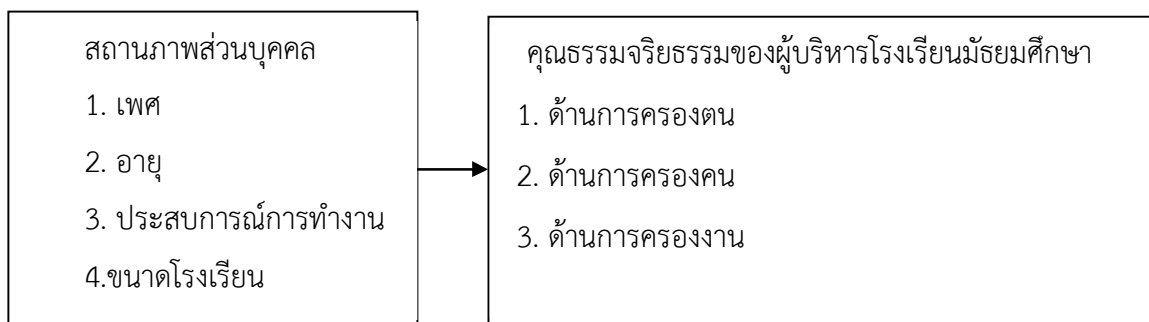 สถานภาพส่วนบุคคล
1. เพศ
2. อายุ
3. ประสบการณ์การทำงาน
4.ขนาดโรงเรียน
คุณธรรมจริยธรรมของผู้บริหารโรงเรียนมัธยมศึกษา
1. ด้านการครองตน
2. ด้านการครองคน
3. ด้านการครองงาน